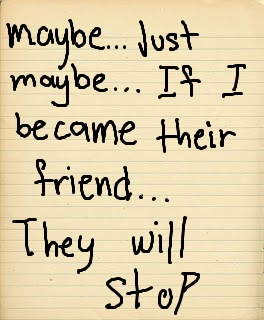 maybe... Just
maybe... If I
became their
friend...
They will
stop